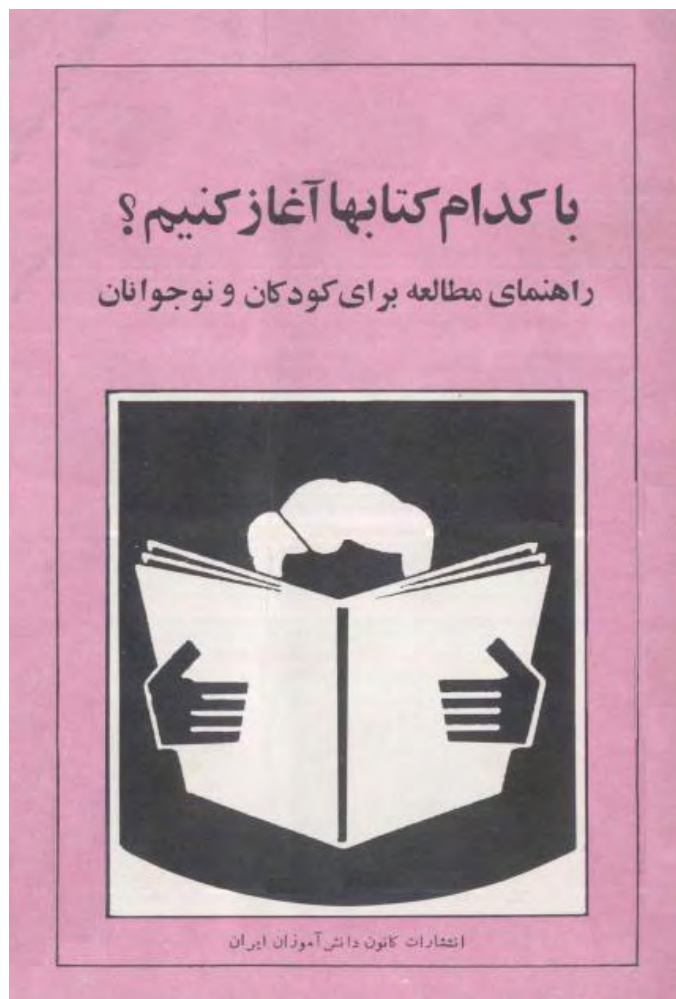 با کدام کتابها آغاز کنیم؟
راهنمای مطالعه برای کودکان و نوجوانان
انتشارات کانون دانش‌آموزان ایران